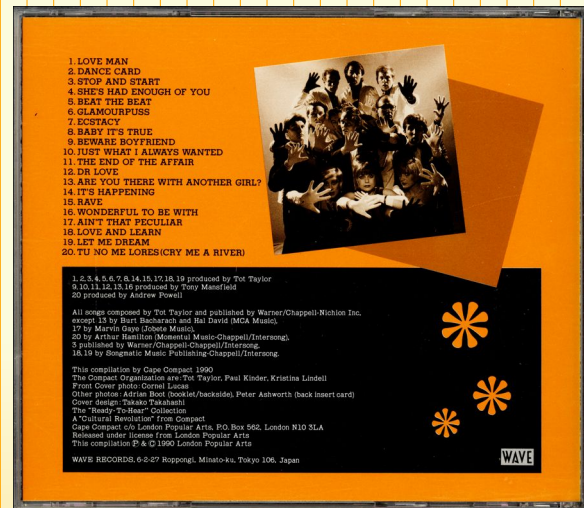 1. LOVE MAN
2. DANCE CARD
3. STOP AND START
4. SHE'S HAD ENOUGH OF YOU
5. BEAT THE BEAT
6. GLAMOURPUSS
7. ECSTACY
8. BABY IT'S TRUE
9. BEWARE BOYFRIEND
10. JUST WHAT I ALWAYS WANTED
11. THE END OF THE AFFAIR
12. DR LOVE
13. ARE YOU THERE WITH ANOTHER GIRL?
14. IT'S HAPPENING
15. RAVE
16. WONDERFUL TO BE WITH
17. AIN'T THAT PECULIAR
18. LOVE AND LEARN
19. LET ME DREAM
20. TU NO ME LORES(CRY ME A RIVER)
1, 2, 3, 4, 5, 6, 7, 8, 14, 15, 17, 18, 19 produced by Tot Taylor
9, 10, 11, 12, 13, 16 produced by Tony Mansfield
20 produced by Andrew Powell
All songs composed by Tot Taylor and published by Warner/Chappell-Nichion Inc,
except 13 by Burt Bacharach and Hal David (MCA Music),
17 by Marvin Gaye (Jobete Music),
20 by Arthur Hamilton (Momentul Music-Chappell/Intersong),
3 published by Warner/Chappell-Chappell/Intersong,
18, 19 by Songmatic Music Publishing-Chappell/Intersong.
This compilation by Cape Compact 1990
The Compact Organization are: Tot Taylor, Paul Kinder, Kristina Lindell
Front Cover photo: Cornel Lucas
Other photos: Adrian Boot (booklet/backside), Peter Ashworth (back insert card)
Cover design: Takako Takahashi
The "Ready-To-Hear" Collection
A "Cultural Revolution" from Compact
Cape Compact c/o London Popular Arts, P.O. Box 562, London N10 3LA
Released under license from London Popular Arts
This compilation ℗ & © 1990 London Popular Arts
WAVE RECORDS, 6-2-27 Roppongi, Minato-ku, Tokyo 106, Japan
WAVE